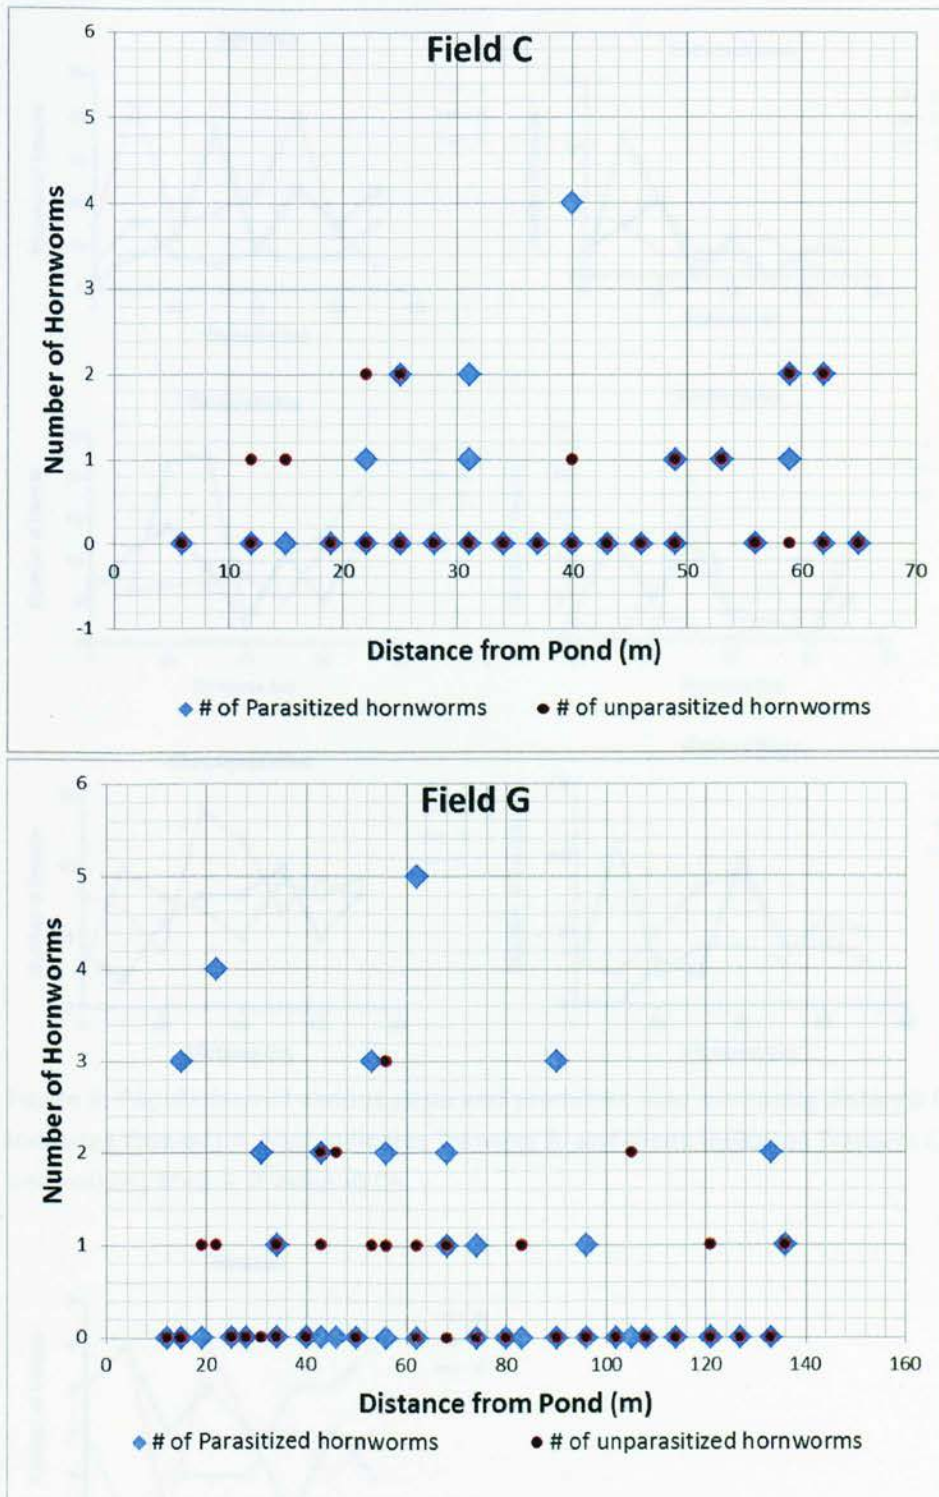 Field C
6
5
4
3
2
1
0
-1
0 10 20 30 40 50 60 70
Number of Hornworms
Distance from Pond (m)
# of Parasitized hornworms # of unparasitized hornworms
Field G
6
5
4
3
2
1
0
0 20 40 60 80 100 120 140 160
Number of Hornworms
Distance from Pond (m)
# of Parasitized hornworms # of unparasitized hornworms